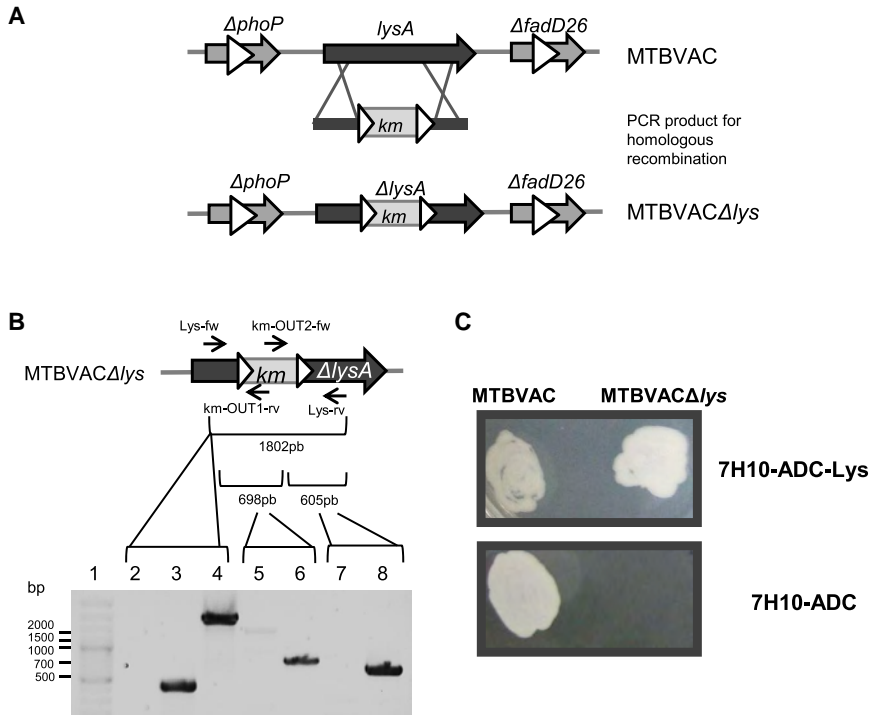 A
ΔphoP
lysA
ΔfadD26
MTBVAC
km
PCR product for
homologous
recombination
ΔphoP
ΔlysA
ΔfadD26
km
MTBVACΔlys
B
Lys-fw
km-OUT2-fw
MTBVACΔlys
km
ΔlysA
km-OUT1-rv
Lys-rv
1802pb
698pb
605pb
1 2 3 4 5 6 7 8
bp
2000
1500
1000
700
500
C
MTBVAC
MTBVACΔlys
7H10-ADC-Lys
7H10-ADC